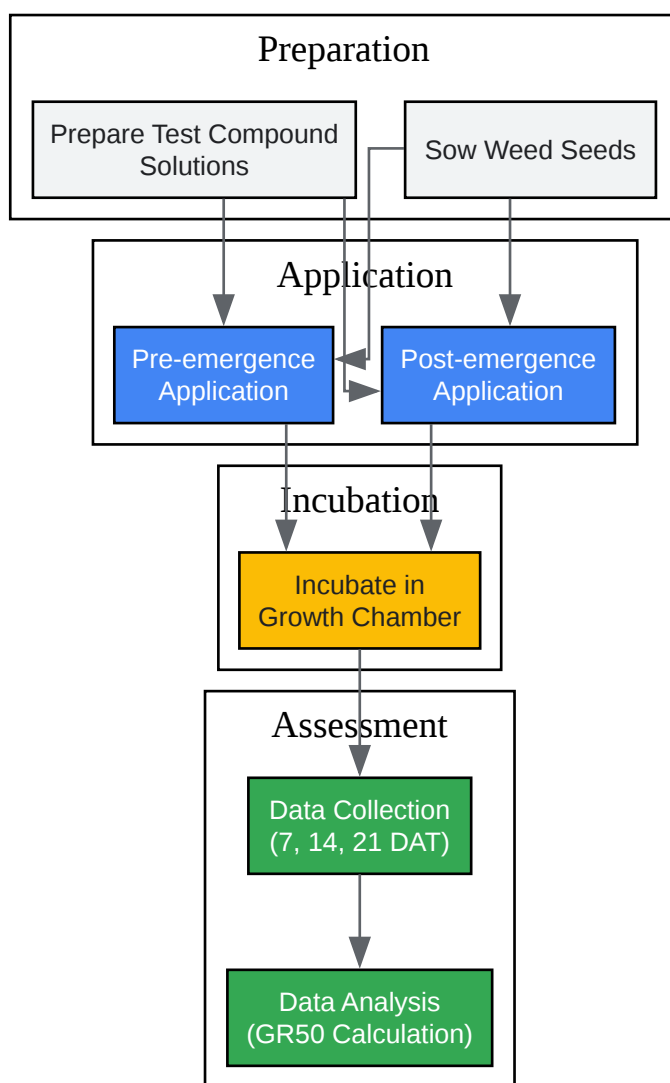 Preparation
Prepare Test Compound
Solutions
Sow Weed Seeds
Application
Pre-emergence
Application
Post-emergence
Application
Incubation
Incubate in
Growth Chamber
Assessment
Data Collection
(7, 14, 21 DAT)
Data Analysis
(GR50 Calculation)